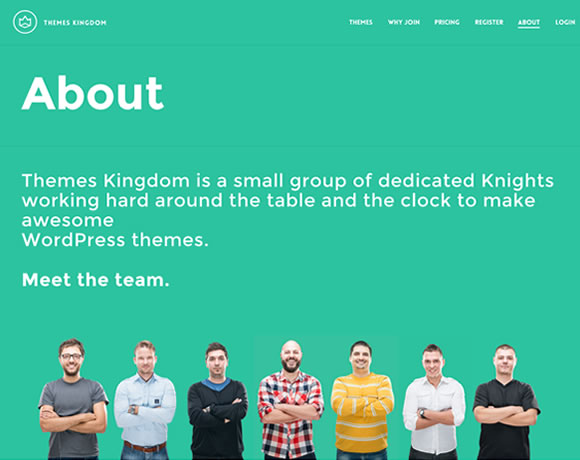 THEMES KINGDOM
THEMES WHY JOIN PRICING REGISTER ABOUT LOGIN
About
Themes Kingdom is a small group of dedicated Knights
working hard around the table and the clock to make
awesome
WordPress themes.
Meet the team.